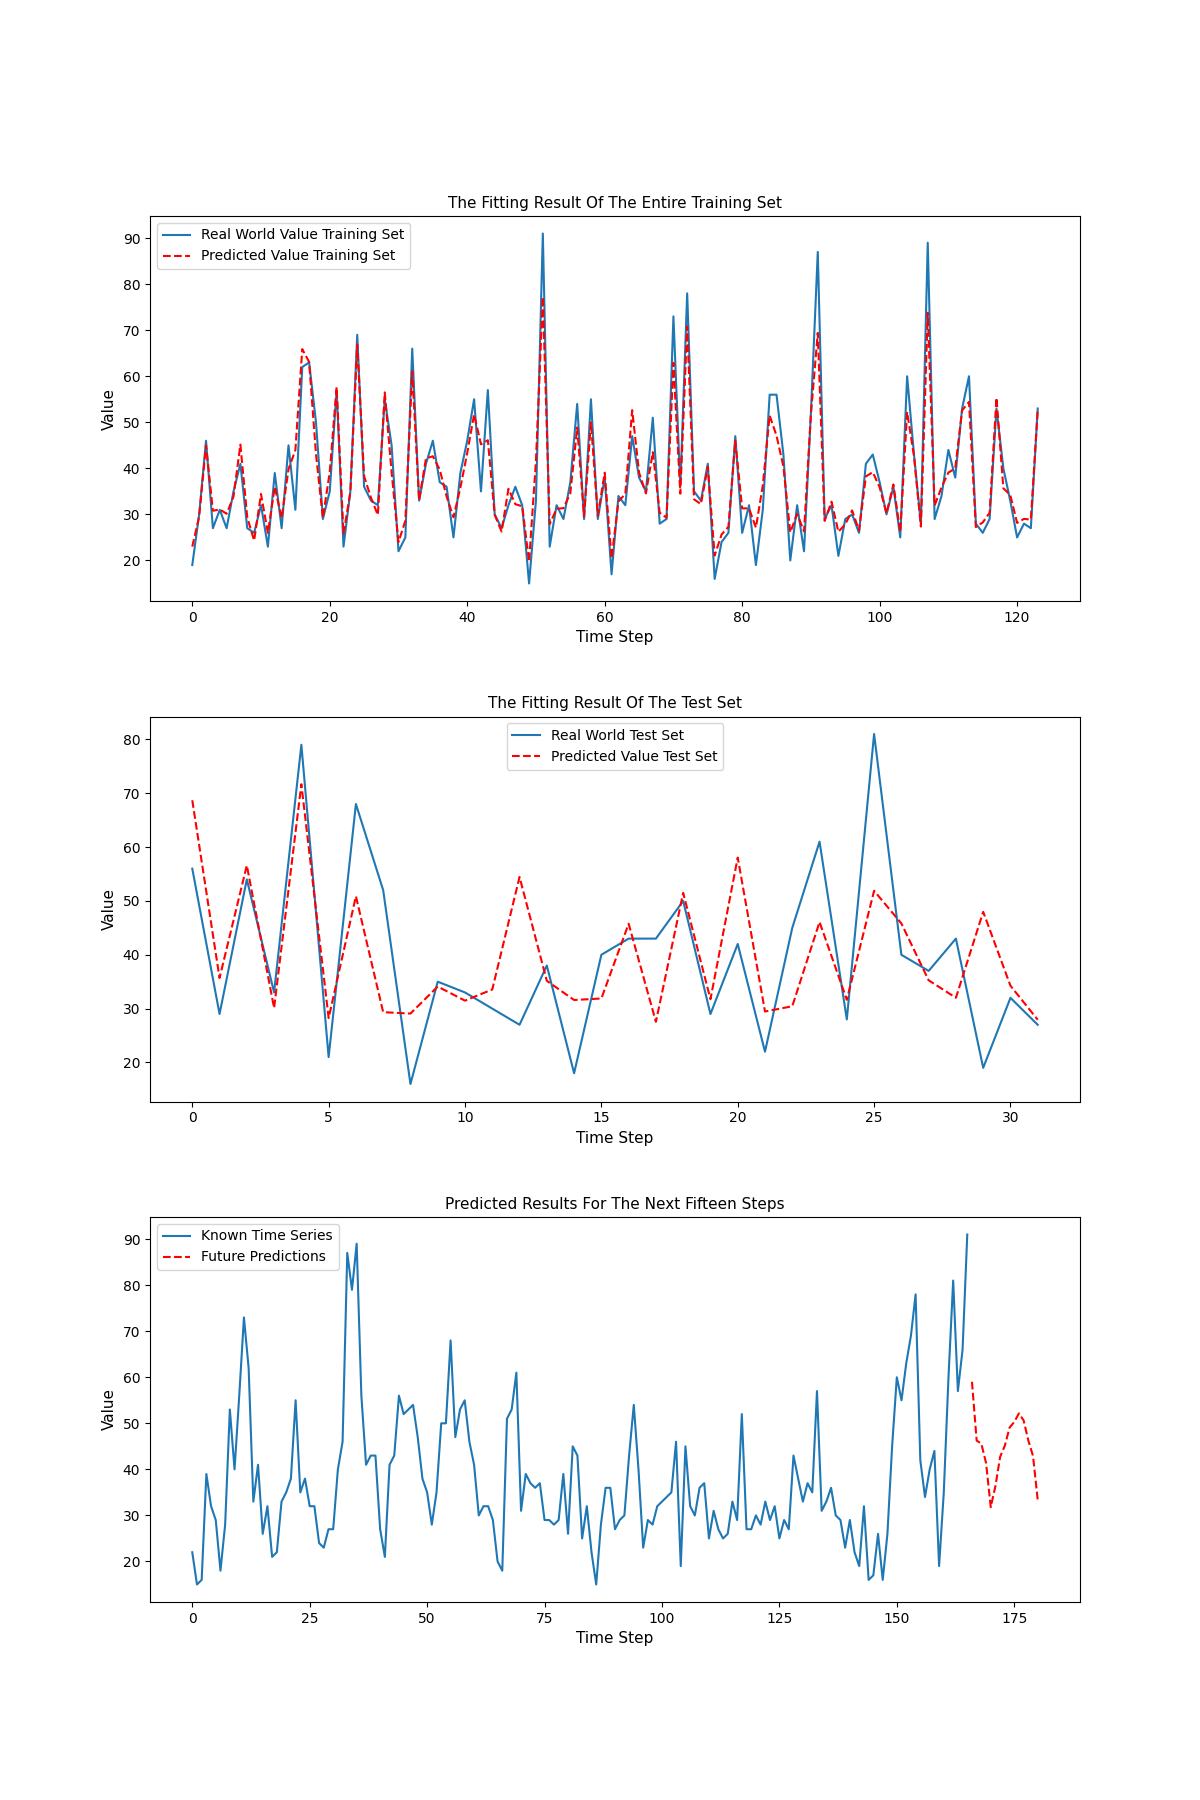 The Fitting Result Of The Entire Training Set
Real World Value Training Set
Predicted Value Training Set
Value
90
80
70
60
50
40
30
20
0 20 40 60 80 100 120
Time Step
The Fitting Result Of The Test Set
Real World Test Set
Predicted Value Test Set
Value
80
70
60
50
40
30
20
0 5 10 15 20 25 30
Time Step
Predicted Results For The Next Fifteen Steps
Known Time Series
Future Predictions
Value
90
80
70
60
50
40
30
20
0 25 50 75 100 125 150 175
Time Step